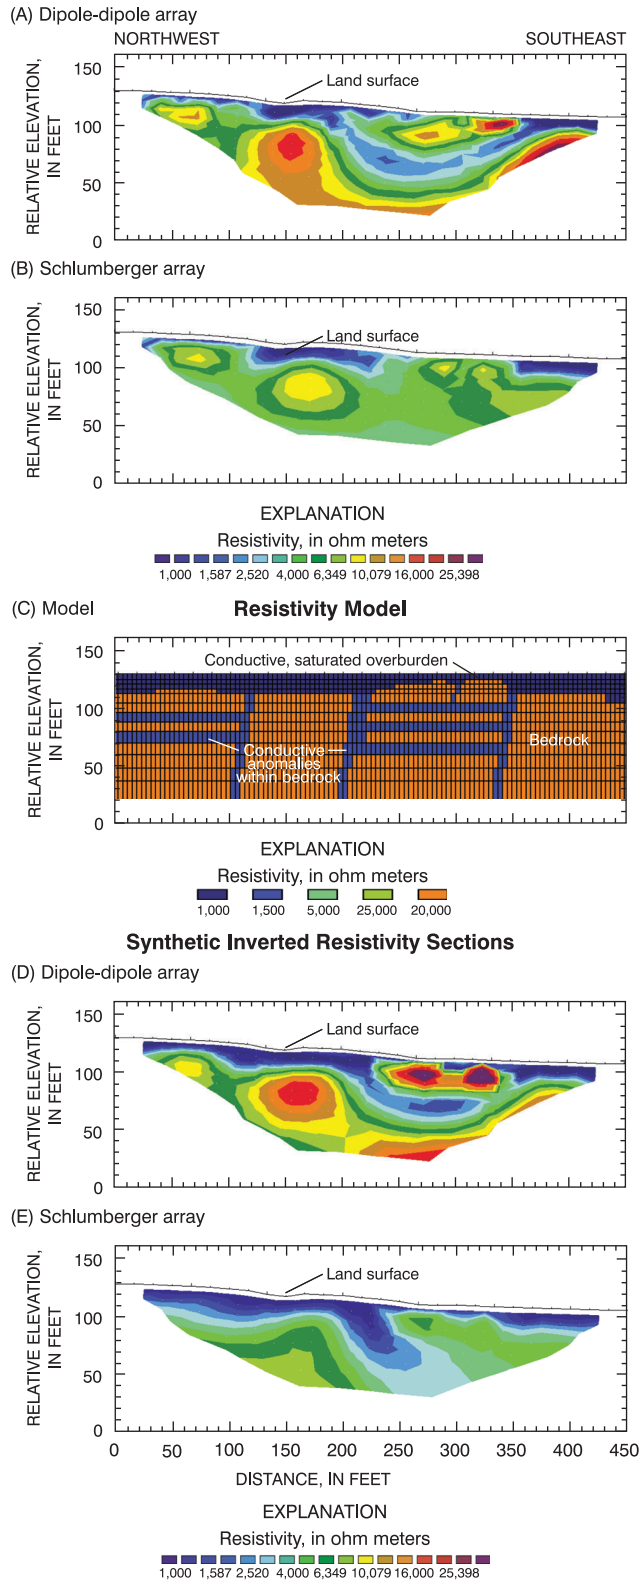 (A) Dipole-dipole array
NORTHWEST SOUTHEAST
Land surface
RELATIVE ELEVATION,
IN FEET
150
100
50
0
(B) Schlumberger array
Land surface
RELATIVE ELEVATION,
IN FEET
150
100
50
0
EXPLANATION
Resistivity, in ohm meters
1,000 1,587 2,520 4,000 6,349 10,079 16,000 25,398
(C) Model Resistivity Model
Conductive, saturated overburden
RELATIVE ELEVATION,
IN FEET
150
100
50
0
Bedrock
Conductive
anomalies
within bedrock
EXPLANATION
Resistivity, in ohm meters
1,000 1,500 5,000 25,000 20,000
Synthetic Inverted Resistivity Sections
(D) Dipole-dipole array
Land surface
RELATIVE ELEVATION,
IN FEET
150
100
50
0
(E) Schlumberger array
Land surface
RELATIVE ELEVATION,
IN FEET
150
100
50
0
0 50 100 150 200 250 300 350 400 450
DISTANCE, IN FEET
EXPLANATION
Resistivity, in ohm meters
1,000 1,587 2,520 4,000 6,349 10,079 16,000 25,398